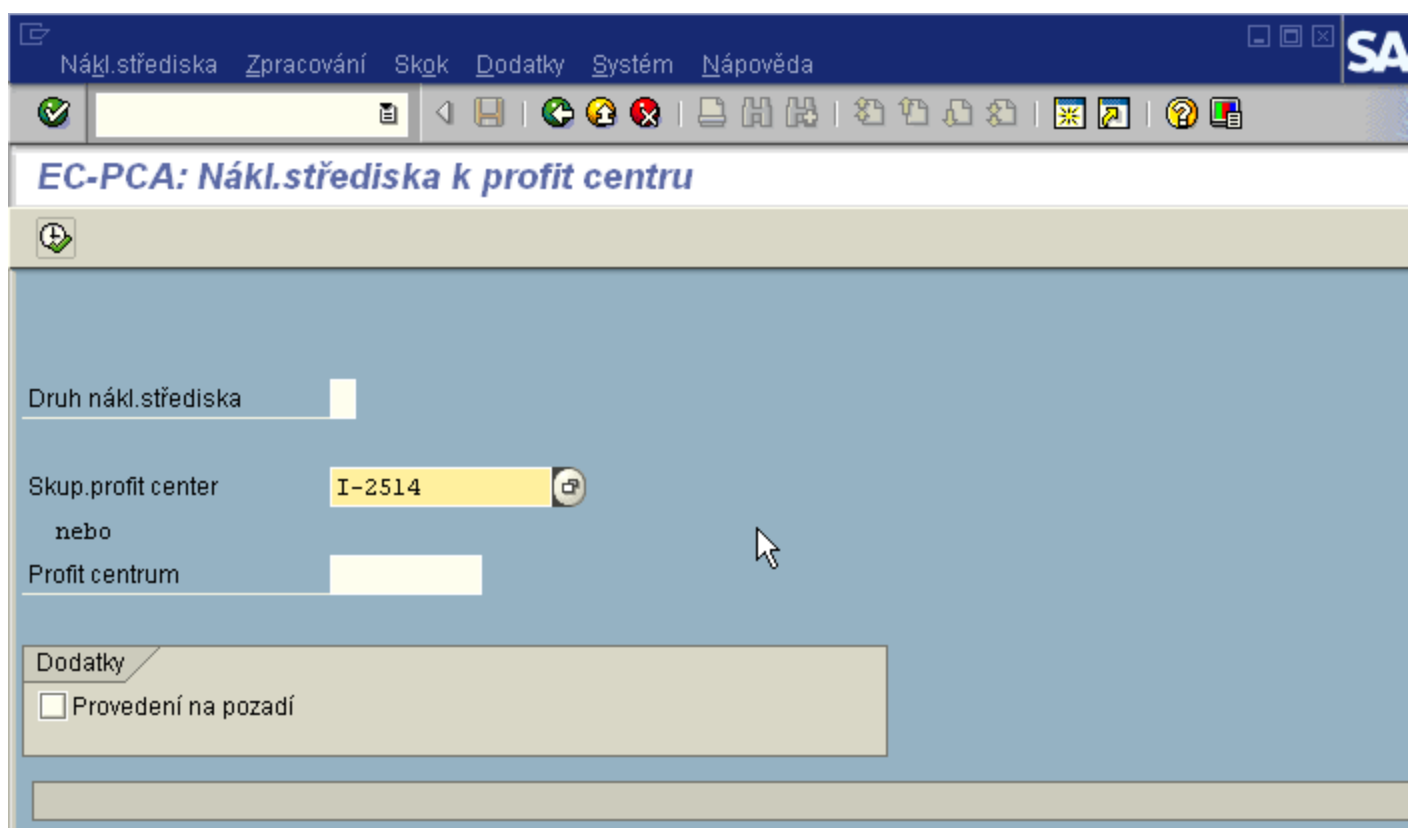 Nákl.střediska Zpracování Skok Dodatky Systém Nápověda
SA
EC-PCA: Nákl.střediska k profit centru
Druh nákl.střediska
Skup.profit center I-2514
nebo
Profit centrum
Dodatky
Provedení na pozadí